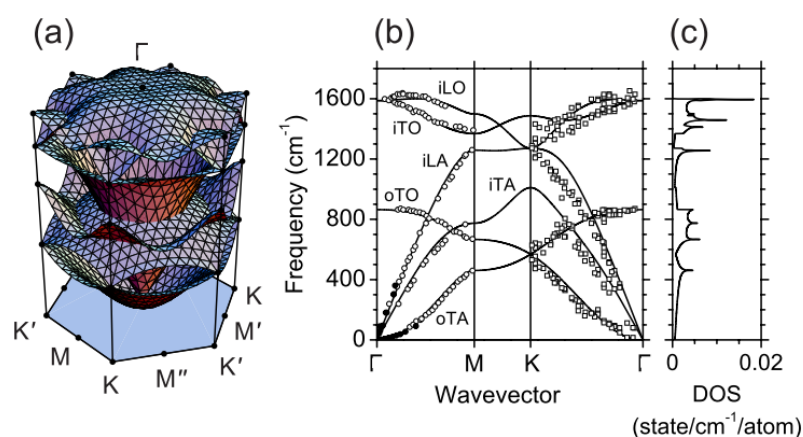 (a)
Γ
K
K′
M′
M
K′
K
M″
(b)
Frequency (cm⁻¹)
1600
1200
800
400
0
iLO
iTO
iLA
iTA
oTO
oTA
Γ
M
K
Γ
Wavevector
(c)
0
0.02
DOS
(state/cm⁻¹/atom)